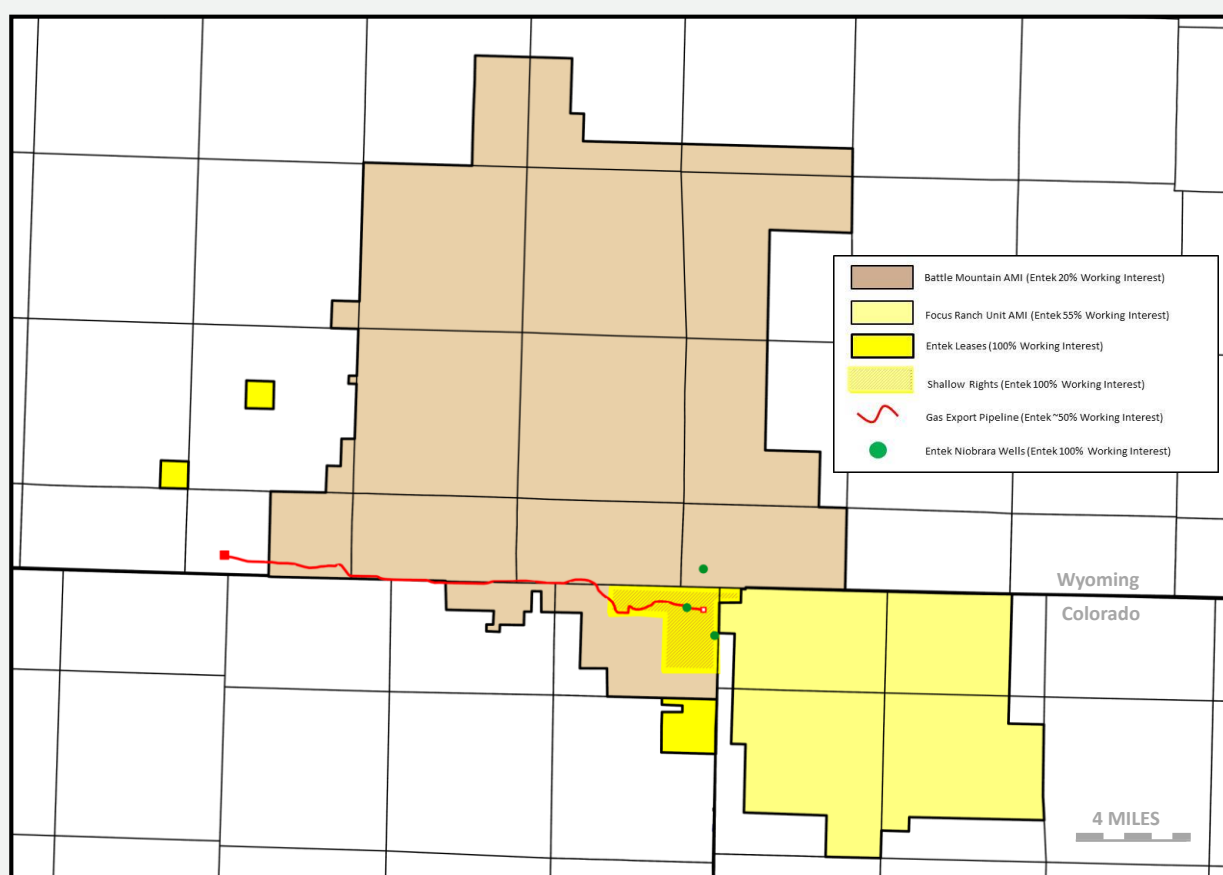 Battle Mountain AMI (Entek 20% Working Interest)
Focus Ranch Unit AMI (Entek 55% Working Interest)
Entek Leases (100% Working Interest)
Shallow Rights (Entek 100% Working Interest)
Gas Export Pipeline (Entek ~50% Working Interest)
Entek Niobrara Wells (Entek 100% Working Interest)
Wyoming
Colorado
4 MILES